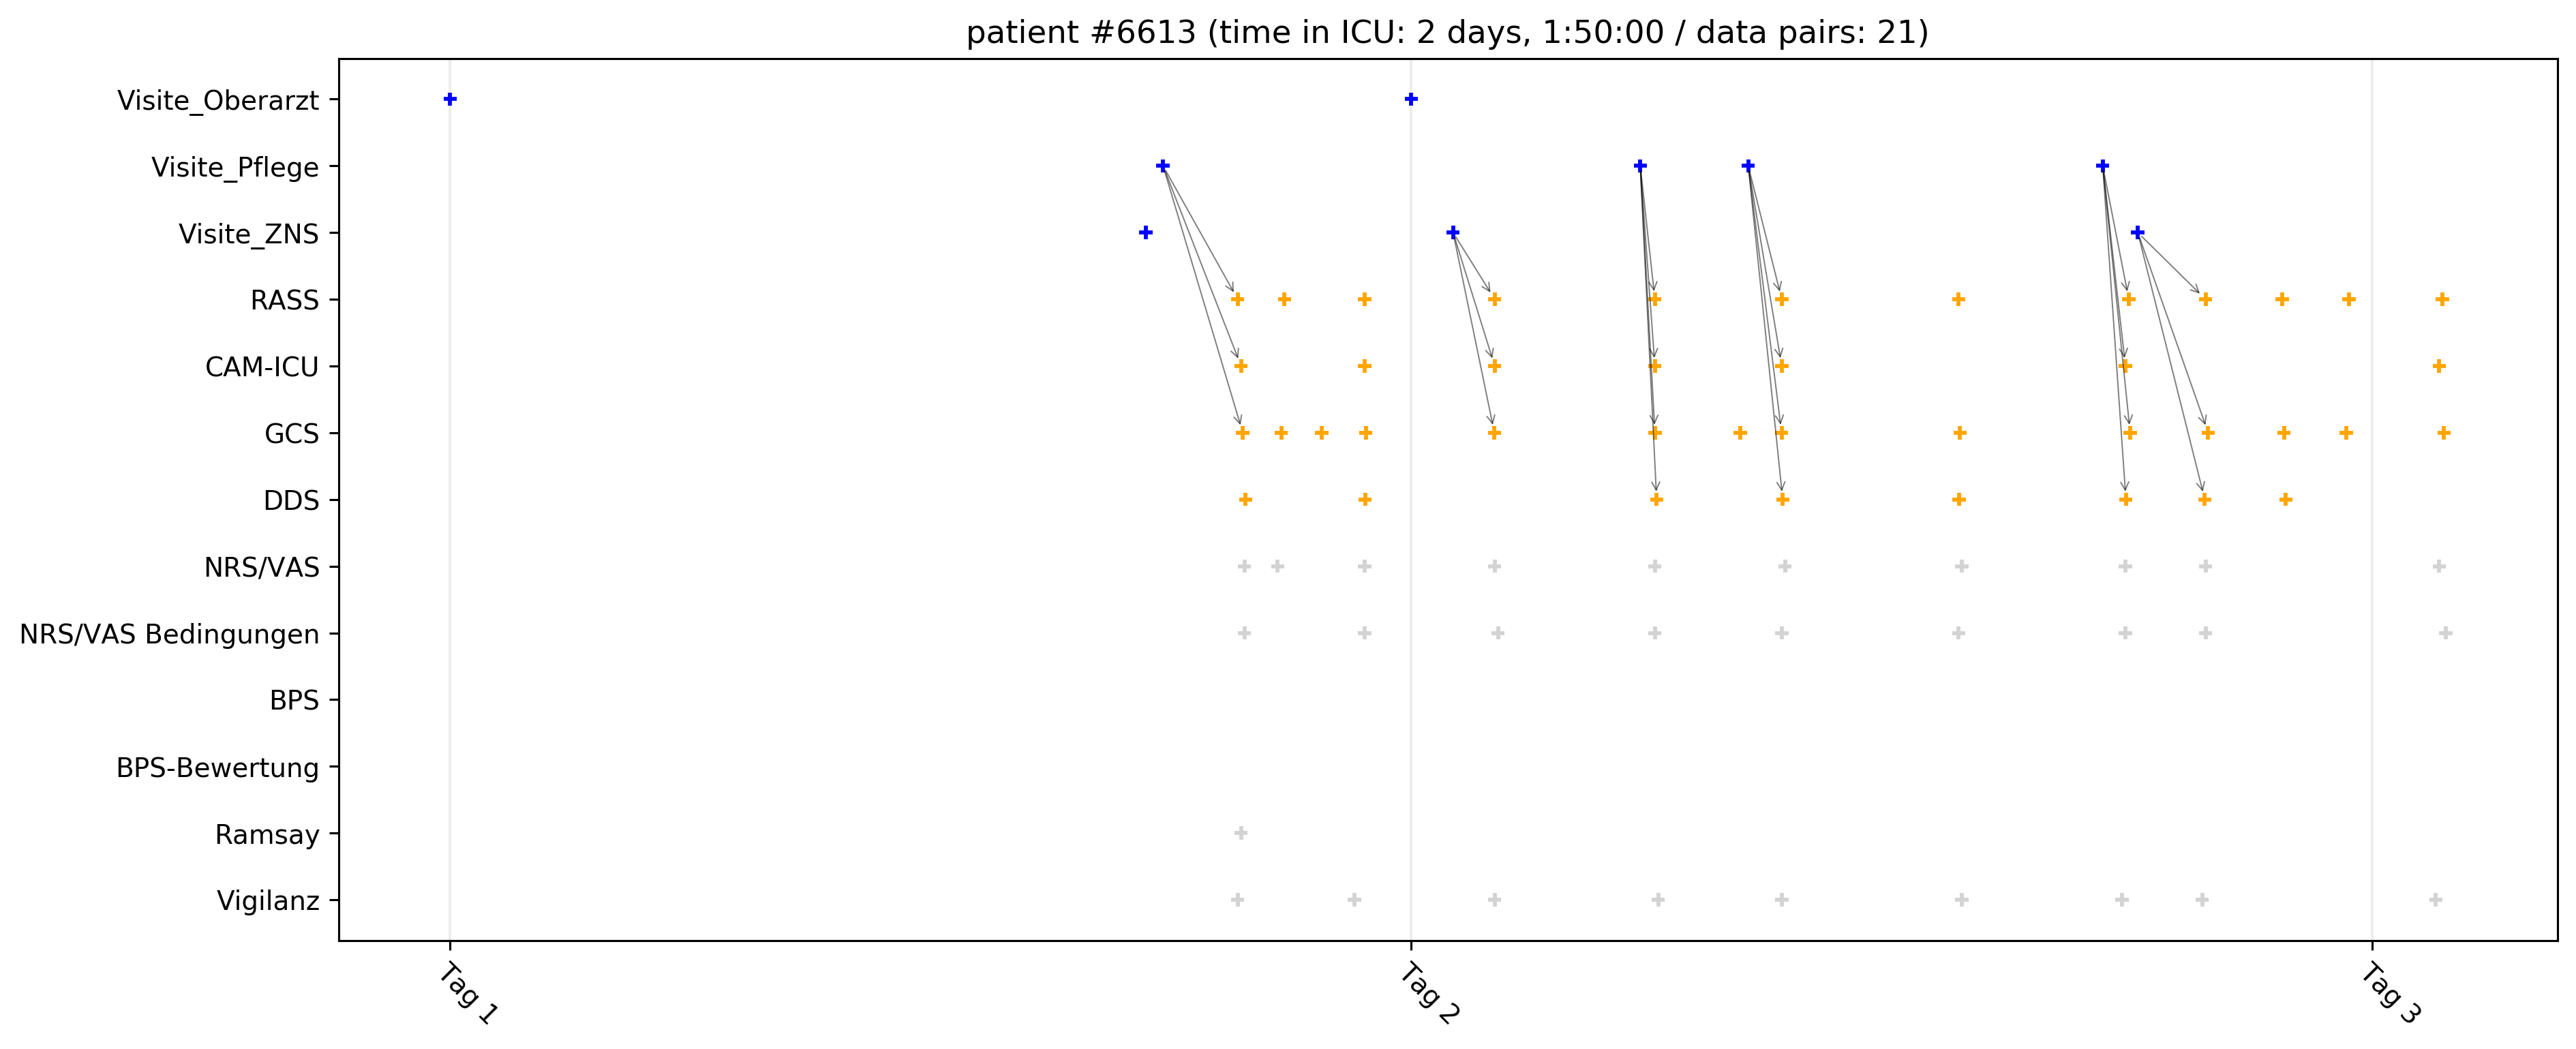 patient #6613 (time in ICU: 2 days, 1:50:00 / data pairs: 21)
Visite_Oberarzt
Visite_Pflege
Visite_ZNS
RASS
CAM-ICU
GCS
DDS
NRS/VAS
NRS/VAS Bedingungen
BPS
BPS-Bewertung
Ramsay
Vigilanz
Tag 1
Tag 2
Tag 3